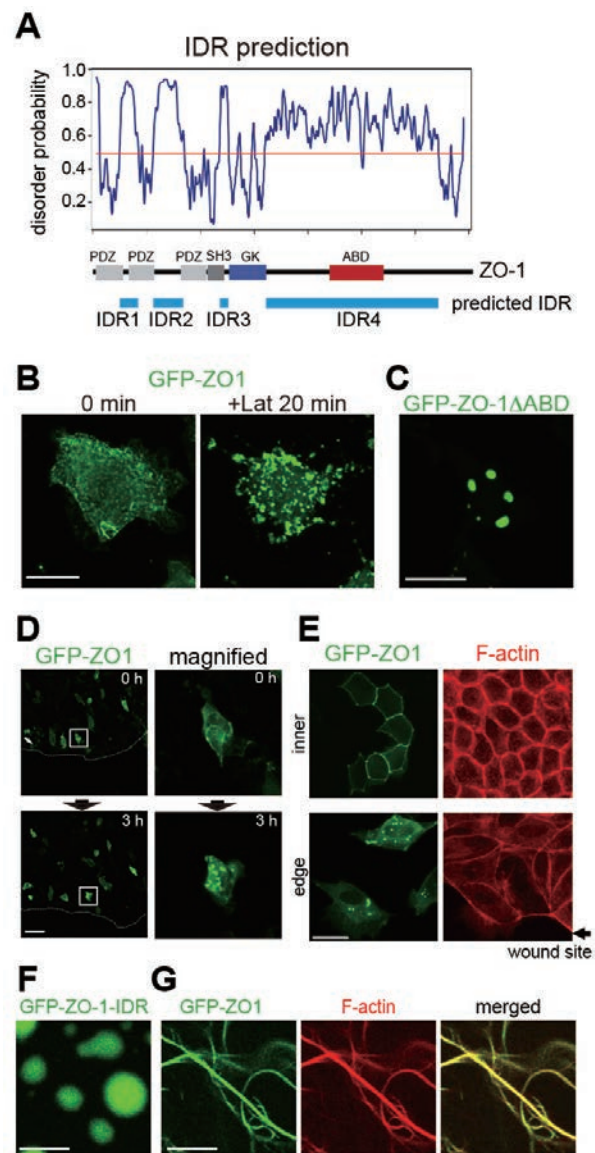 A
IDR prediction
disorder probability
1.0
0.8
0.6
0.4
0.2
PDZ PDZ PDZ SH3 GK ABD
ZO-1
predicted IDR
IDR1 IDR2 IDR3 IDR4
B
GFP-ZO1
0 min +Lat 20 min
C
GFP-ZO-1ΔABD
D
GFP-ZO1 magnified
0 h 0 h
3 h 3 h
E
GFP-ZO1 F-actin
inner
edge
wound site
F
GFP-ZO-1-IDR
G
GFP-ZO1 F-actin merged